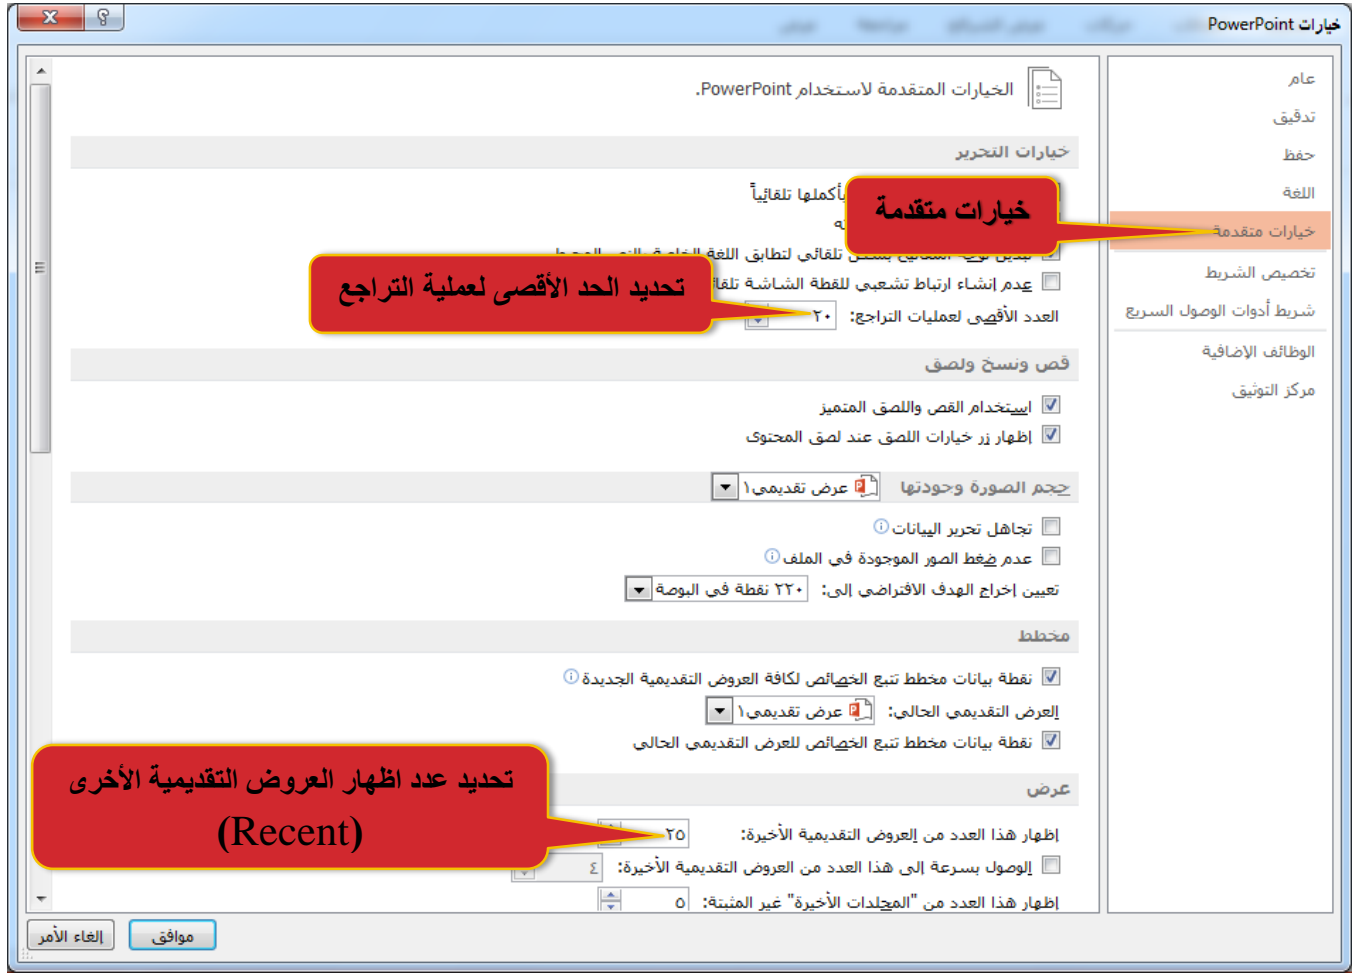 خيارات PowerPoint
عام
تدقيق
حفظ
اللغة
خيارات متقدمة
تخصيص الشريط
شريط أدوات الوصول السريع
الوظائف الإضافية
مركز التوثيق
الخيارات المتقدمة لاستخدام PowerPoint.
خيارات التحرير
بأكملها تلقائياً
خيارات متقدمة
تلقائي لتطابق اللغة
عدم إنشاء ارتباط تشعبي للقطة الشاشة
تحديد الحد الأقصى لعملية التراجع
العدد الأقصى لعمليات التراجع: ٢٠
قص ونسخ ولصق
استخدام القص واللصق المتميز
إظهار زر خيارات اللصق عند لصق المحتوى
حجم الصورة وجودتها عرض تقديمي١
تجاهل تحرير البيانات
عدم ضغط الصور الموجودة في الملف
تعيين إخراج الهدف الافتراضي إلى: ٢٢٠ نقطة في البوصة
مخطط
نقطة بيانات مخطط تتبع الخصائص لكافة العروض التقديمية الجديدة
العرض التقديمي الحالي: عرض تقديمي١
نقطة بيانات مخطط تتبع الخصائص للعرض التقديمي الحالي
تحديد عدد اظهار العروض التقديمية الأخرى
(Recent)
عرض
إظهار هذا العدد من العروض التقديمية الأخيرة: ٢٥
الوصول بسرعة إلى هذا العدد من العروض التقديمية الأخيرة: ٤
إظهار هذا العدد من "المجلدات الأخيرة" غير المثبتة: ٥
موافق
إلغاء الأمر